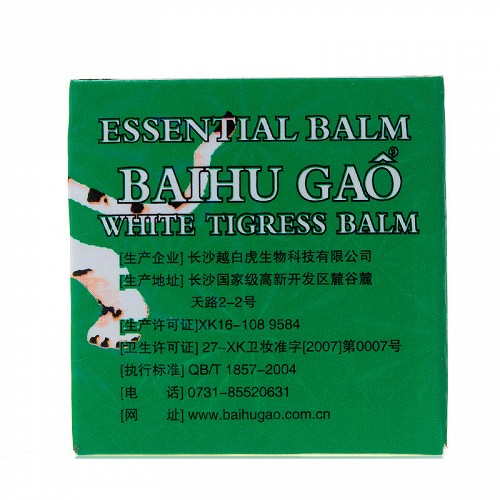 ESSENTIAL BALM
BAIHU GAO
WHITE TIGRESS BALM
[生产企业] 长沙越白虎生物科技有限公司
[生产地址] 长沙国家级高新开发区麓谷麓
天路2-2号
[生产许可证]XK16-108 9584
[卫生许可证] 27-XK卫妆准字[2007]第0007号
[执行标准] QB/T 1857-2004
[电 话] 0731-85520631
[网 址] www.baihugao.com.cn